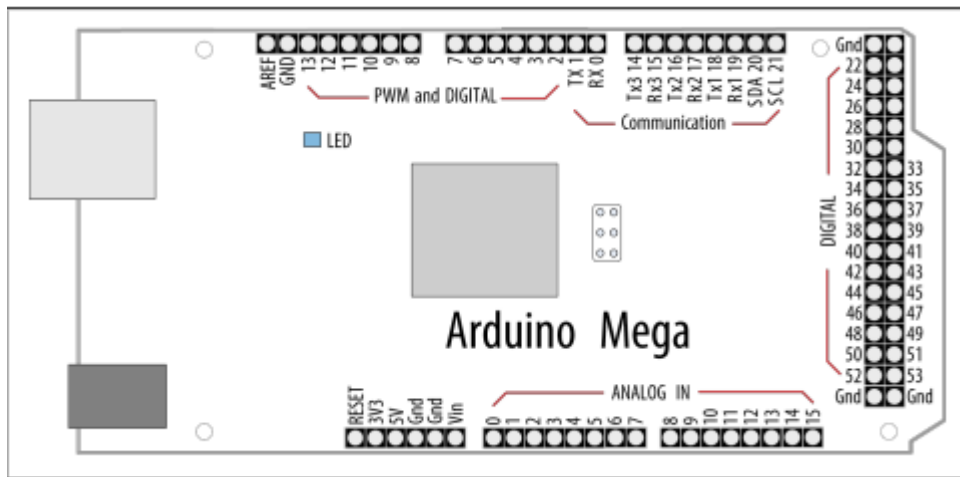 AREF
GND
13
12
11
10
9
8
7
6
5
4
3
2
TX 1
RX 0
Tx3 14
Rx3 15
Tx2 16
Rx2 17
Tx1 18
Rx1 19
SDA 20
SCL 21
PWM and DIGITAL
Communication
LED
Gnd
22
24
26
28
30
32 33
34 35
36 37
38 39
40 41
42 43
44 45
46 47
48 49
50 51
52 53
Gnd Gnd
DIGITAL
Arduino Mega
ANALOG IN
RESET
3V3
5V
Gnd
Gnd
Vin
0
1
2
3
4
5
6
7
8
9
10
11
12
13
14
15